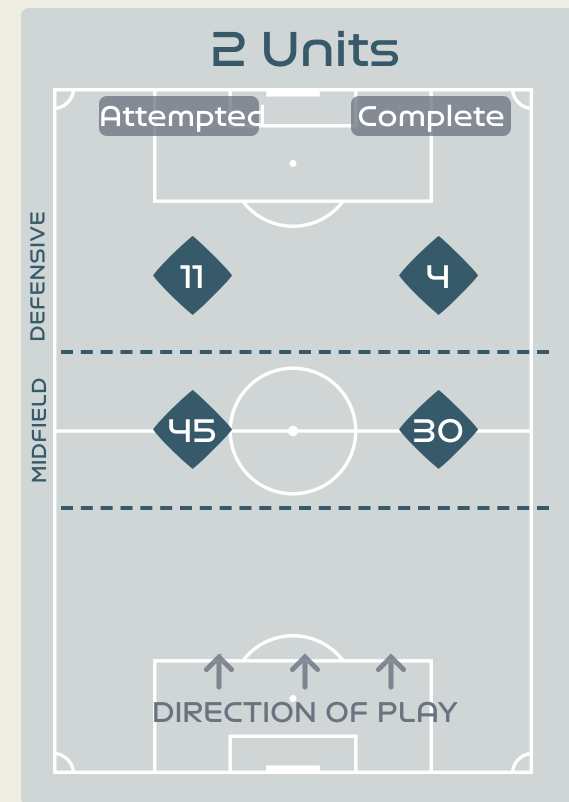 2 Units
Attempted Complete
DEFENSIVE
11 4
MIDFIELD
45 30
DIRECTION OF PLAY